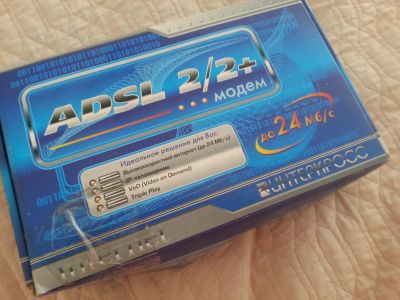 ADSL 2/2+
модем
до 24 Мб/с
Идеальное решение для Вас:
Высокоскоростной интернет (до 24 Мб/с)
IP-телевидение
VoD (Video on Demand)
Triple Play
ИНТЕРКРОСС
internet